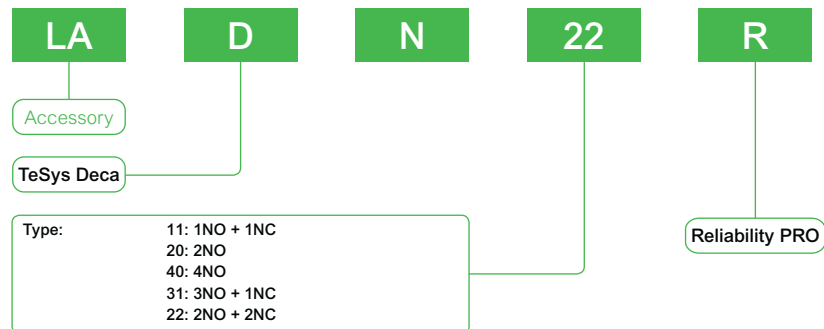 LA D N 22 R
Accessory
TeSys Deca
Type: 11: 1NO + 1NC
20: 2NO
40: 4NO
31: 3NO + 1NC
22: 2NO + 2NC
Reliability PRO